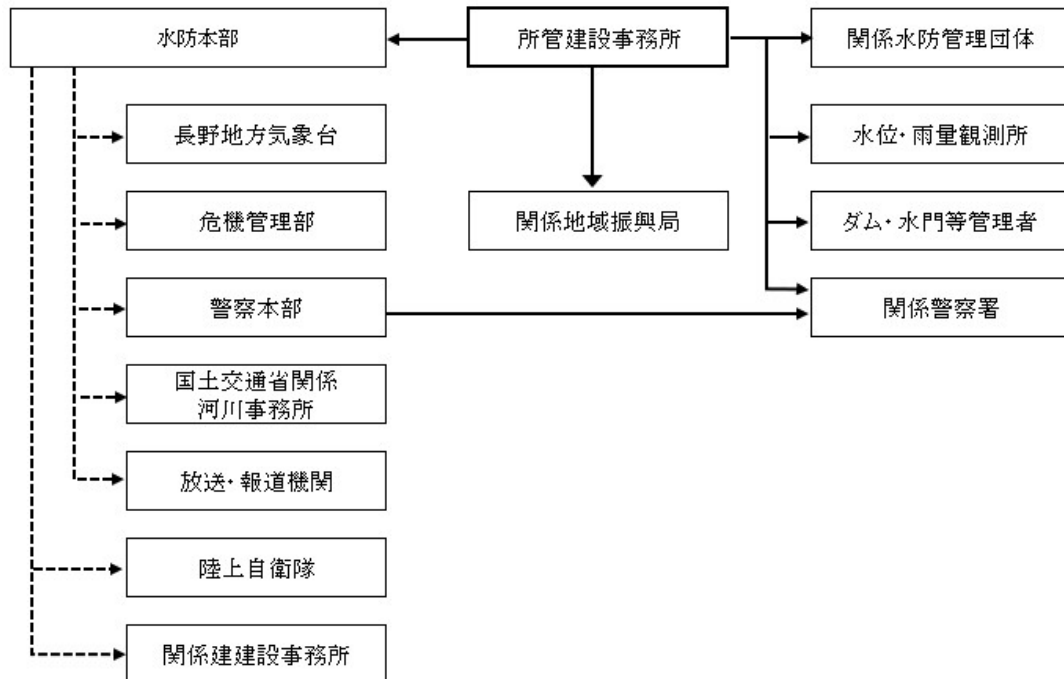 水防本部
所管建設事務所
関係水防管理団体
長野地方気象台
水位・雨量観測所
危機管理部
関係地域振興局
ダム・水門等管理者
警察本部
関係警察署
国土交通省関係
河川事務所
放送・報道機関
陸上自衛隊
関係建建設事務所